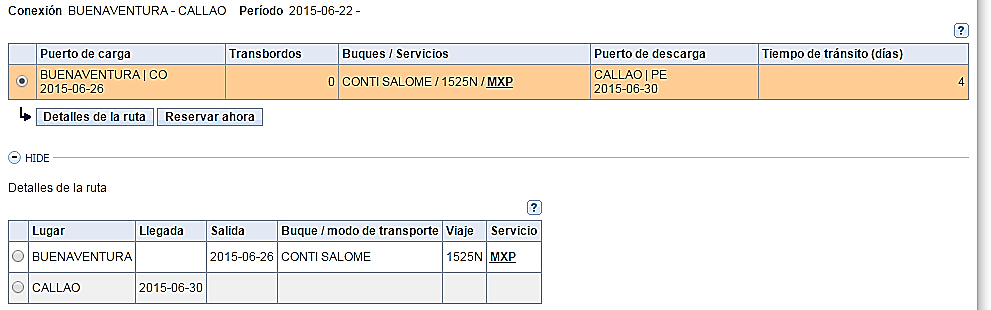 Conexión BUENAVENTURA - CALLAO Período 2015-06-22 -
?
Puerto de carga Transbordos Buques / Servicios Puerto de descarga Tiempo de tránsito (días)
BUENAVENTURA | CO 0 CONTI SALOME / 1525N / MXP CALLAO | PE 4
2015-06-26 2015-06-30
Detalles de la ruta Reservar ahora
HIDE
Detalles de la ruta
?
Lugar Llegada Salida Buque / modo de transporte Viaje Servicio
BUENAVENTURA 2015-06-26 CONTI SALOME 1525N MXP
CALLAO 2015-06-30